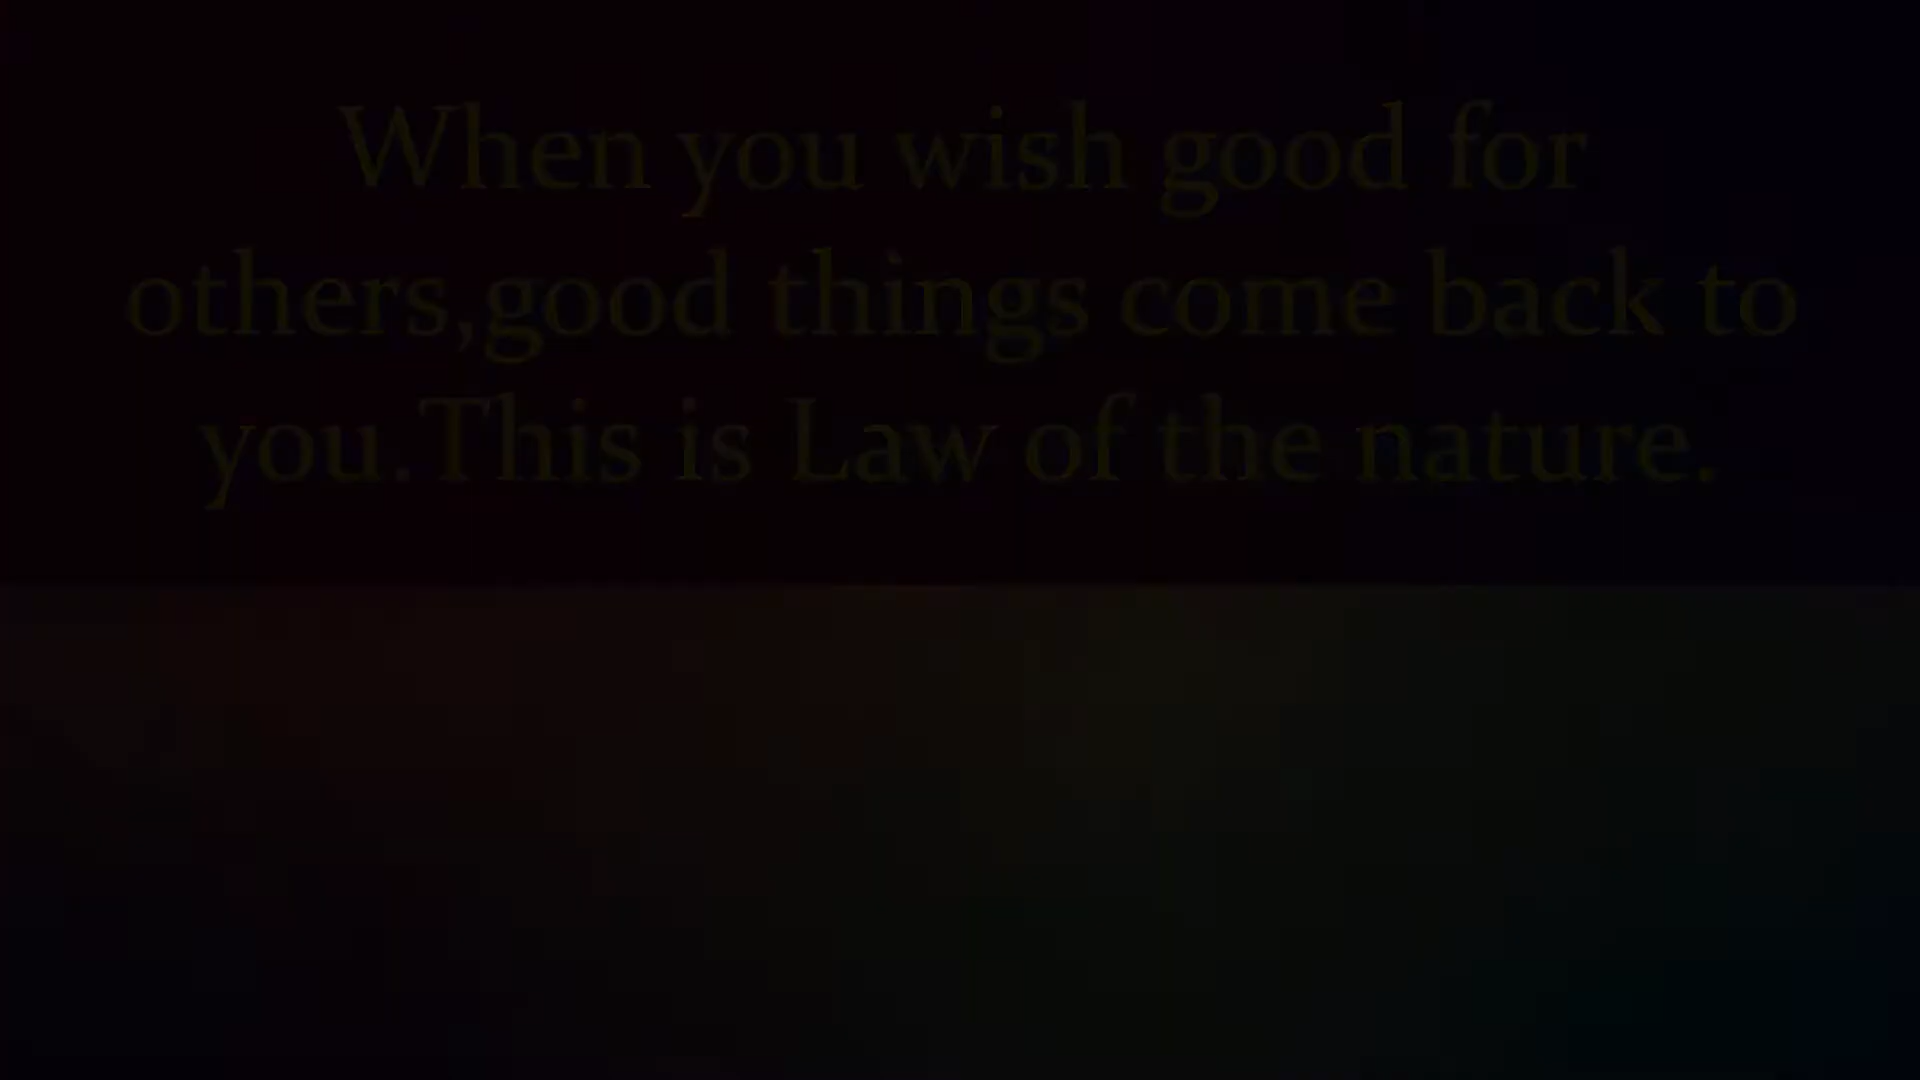 When you wish good for
others,good things come back to
you.This is Law of the nature.